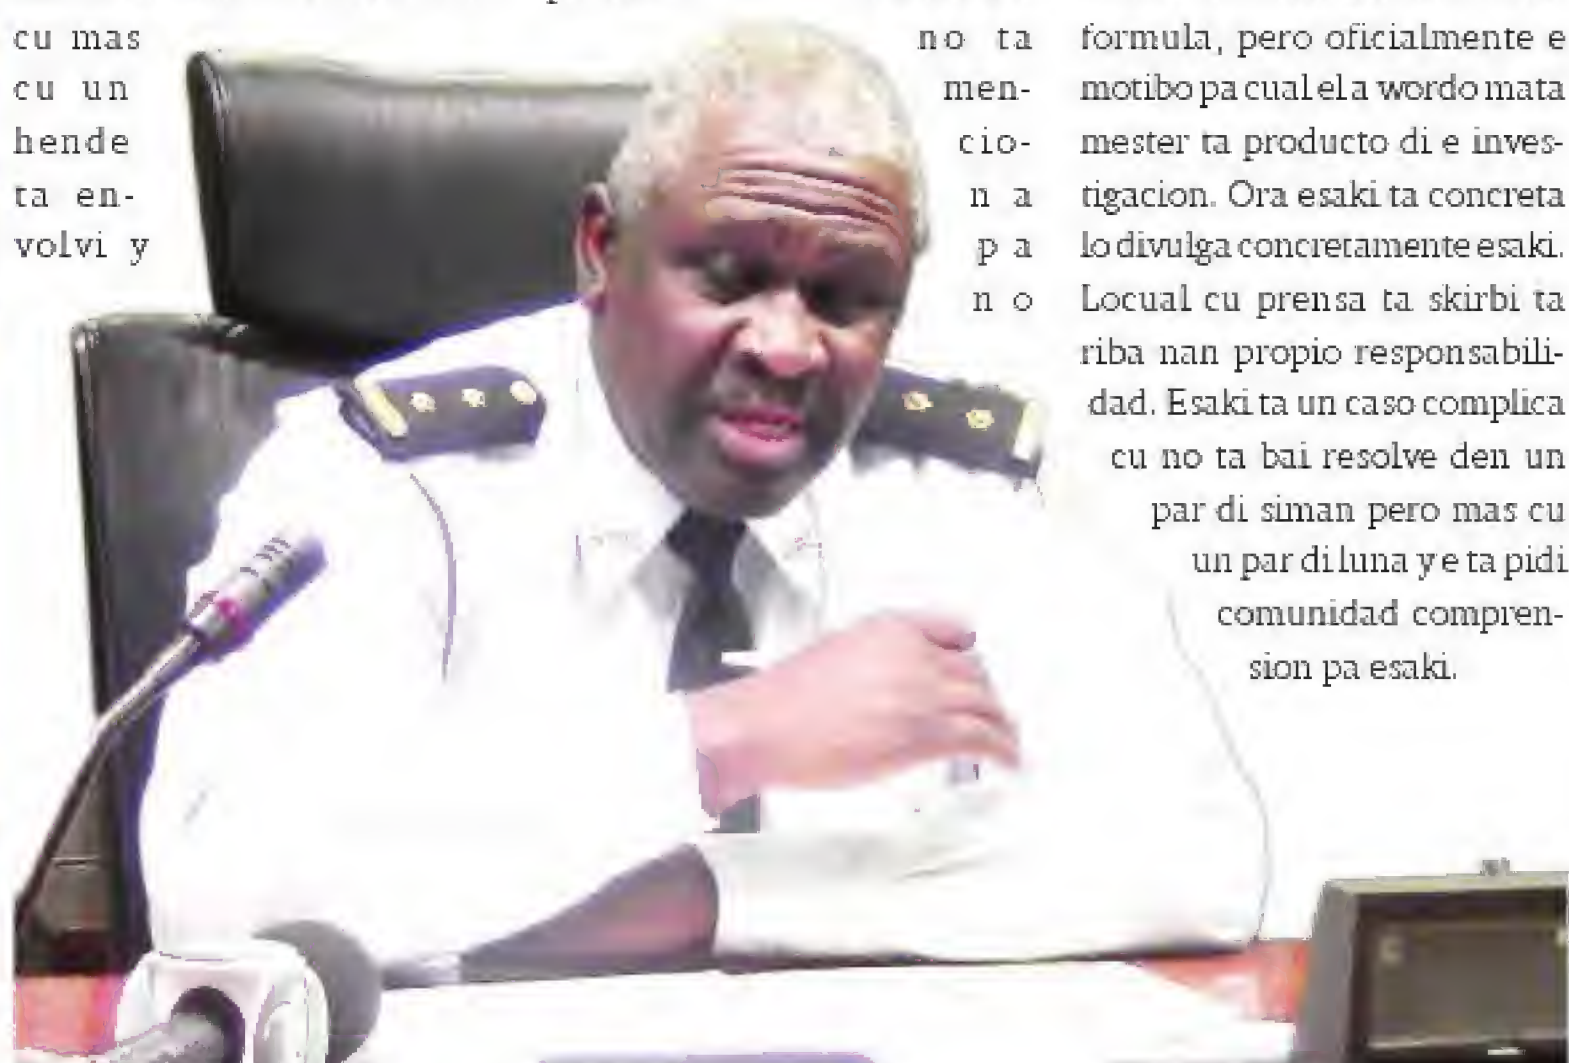 cu mas
cu un
hende
ta en-
volvi y
no ta
men-
cio-
n a
p a
n o
formula, pero oficialmente e
motibo pa cual el a wordo mata
mester ta producto di e inves-
tigacion. Ora esaki ta concreta
lo divulga concretamente esaki.
Locual cu prensa ta skirbi ta
riba nan propio responsabili-
dad. Esaki ta un caso complica
cu no ta bai resolve den un
par di siman pero mas cu
un par di luna y e ta pidi
comunidad compren-
sion pa esaki.